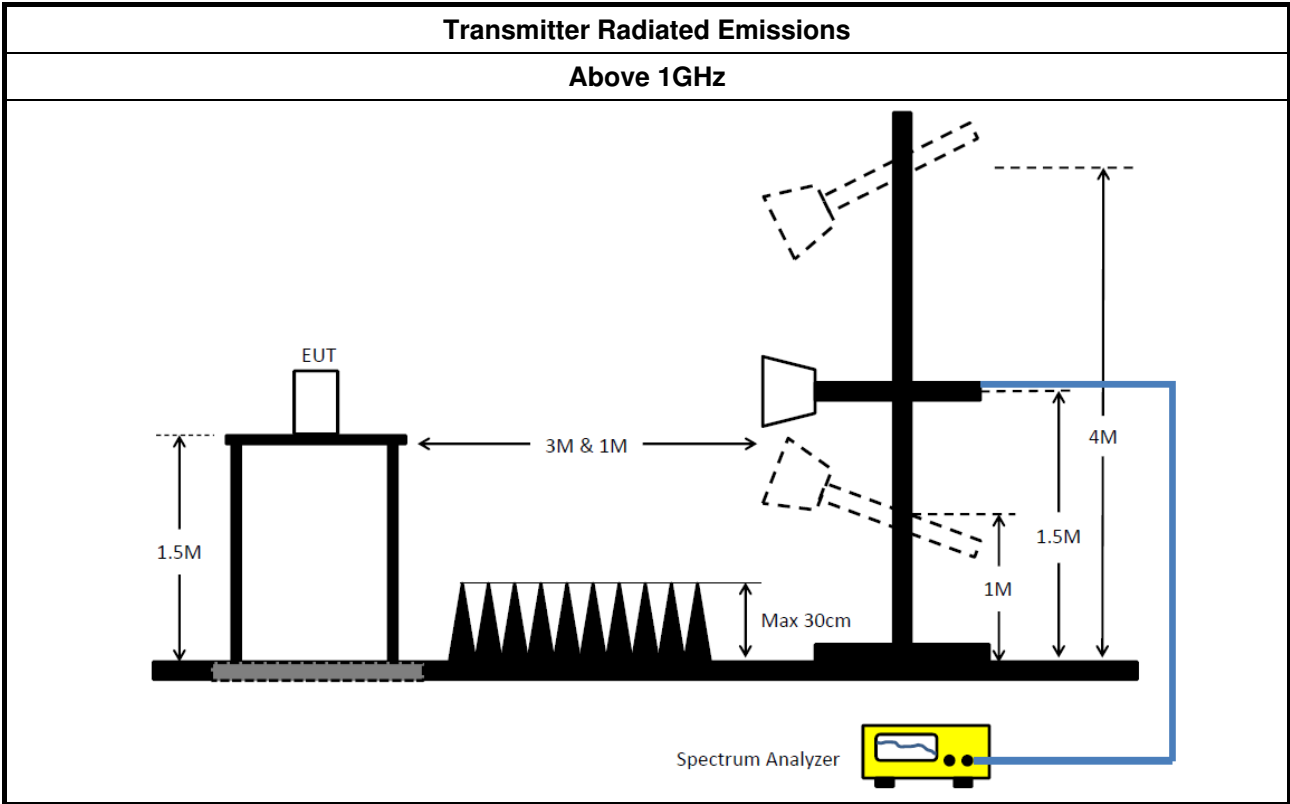 Transmitter Radiated Emissions
Above 1GHz
EUT
3M & 1M
4M
1.5M
1.5M
1M
Max 30cm
Spectrum Analyzer